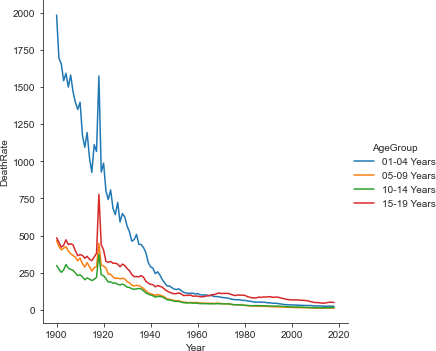 2000
1750
1500
1250
1000
750
500
250
0
DeathRate
1900
1920
1940
1960
1980
2000
2020
Year
AgeGroup
01-04 Years
05-09 Years
10-14 Years
15-19 Years